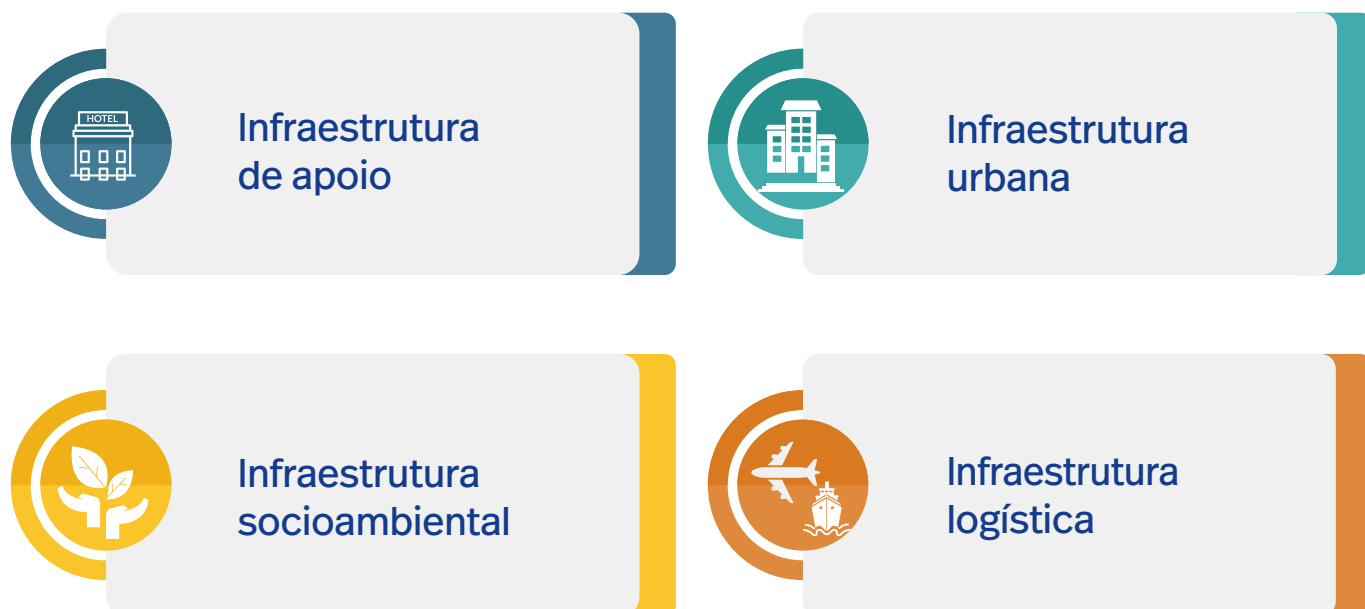 HOTEL
Infraestrutura
de apoio
Infraestrutura
urbana
Infraestrutura
socioambiental
Infraestrutura
logística